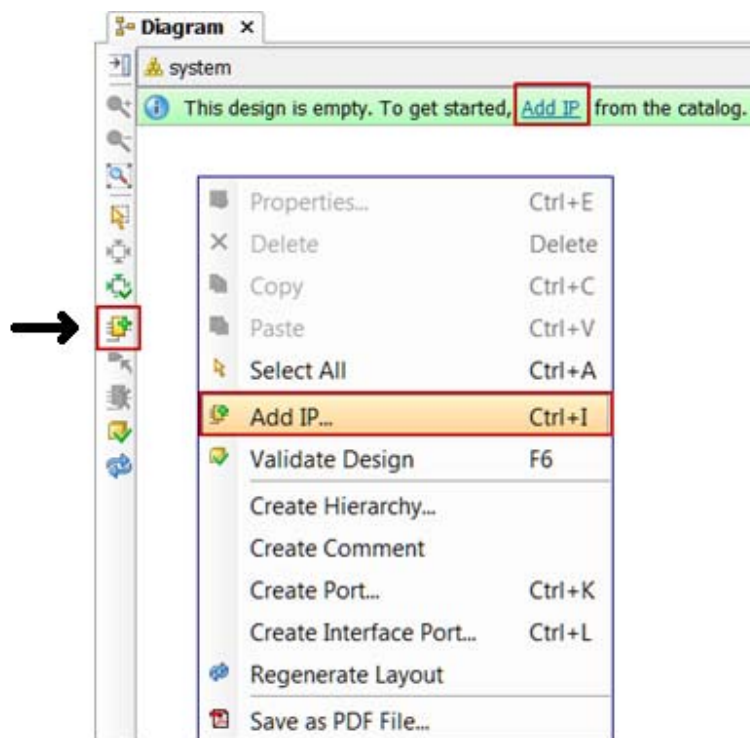 Diagram ×
system
This design is empty. To get started, Add IP from the catalog.
Properties... Ctrl+E
Delete Delete
Copy Ctrl+C
Paste Ctrl+V
Select All Ctrl+A
Add IP... Ctrl+I
Validate Design F6
Create Hierarchy...
Create Comment
Create Port... Ctrl+K
Create Interface Port... Ctrl+L
Regenerate Layout
Save as PDF File...